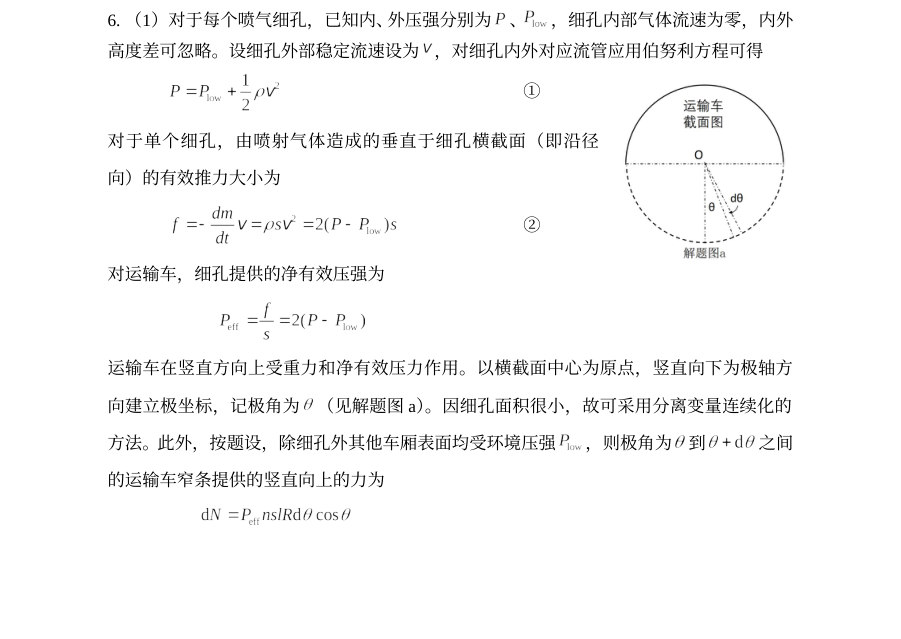 6. （1）对于每个喷气细孔，已知内、外压强分别为 P 、 P_low ，细孔内部气体流速为零，内外
高度差可忽略。设细孔外部稳定流速设为 v ，对细孔内外对应流管应用伯努利方程可得
P = P_low + 1/2 ρv² ①
对于单个细孔，由喷射气体造成的垂直于细孔横截面（即沿径
向）的有效推力大小为
f = - dm/dt v = ρsv² = 2(P - P_low)s ②
对运输车，细孔提供的净有效压强为
P_eff = f/s = 2(P - P_low)
运输车
截面图
O
θ
dθ
解题图a
运输车在竖直方向上受重力和净有效压力作用。以横截面中心为原点，竖直向下为极轴方
向建立极坐标，记极角为 θ （见解题图 a）。因细孔面积很小，故可采用分离变量连续化的
方法。此外，按题设，除细孔外其他车厢表面均受环境压强 P_low ，则极角为 θ 到 θ + dθ 之间
的运输车窄条提供的竖直向上的力为
dN = P_eff nslRdθ cosθ